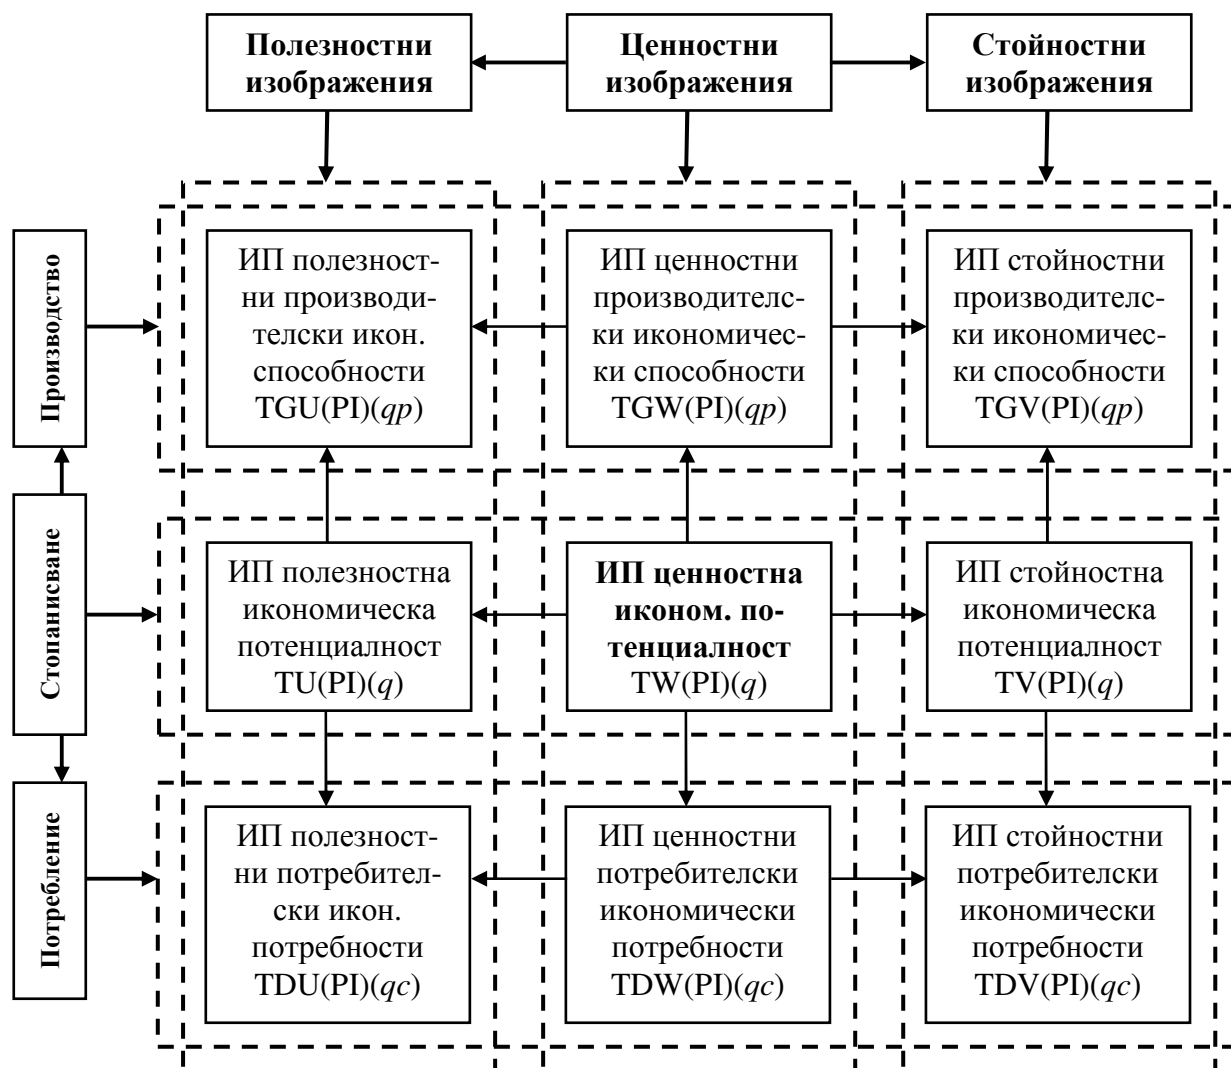 Полезностни
изображения
Ценностни
изображения
Стойностни
изображения
Производство
ИП полезност-
ни производи-
телски икон.
способности
TGU(PI)(qp)
ИП ценностни
производителс-
ки икономичес-
ки способности
TGW(PI)(qp)
ИП стойностни
производителс-
ки икономичес-
ки способности
TGV(PI)(qp)
Стопанисване
ИП полезностна
икономическа
потенциалност
TU(PI)(q)
ИП ценностна
иконом. по-
тенциалност
TW(PI)(q)
ИП стойностна
икономическа
потенциалност
TV(PI)(q)
Потребление
ИП полезност-
ни потребител-
ски икон.
потребности
TDU(PI)(qc)
ИП ценностни
потребителски
икономически
потребности
TDW(PI)(qc)
ИП стойностни
потребителски
икономически
потребности
TDV(PI)(qc)